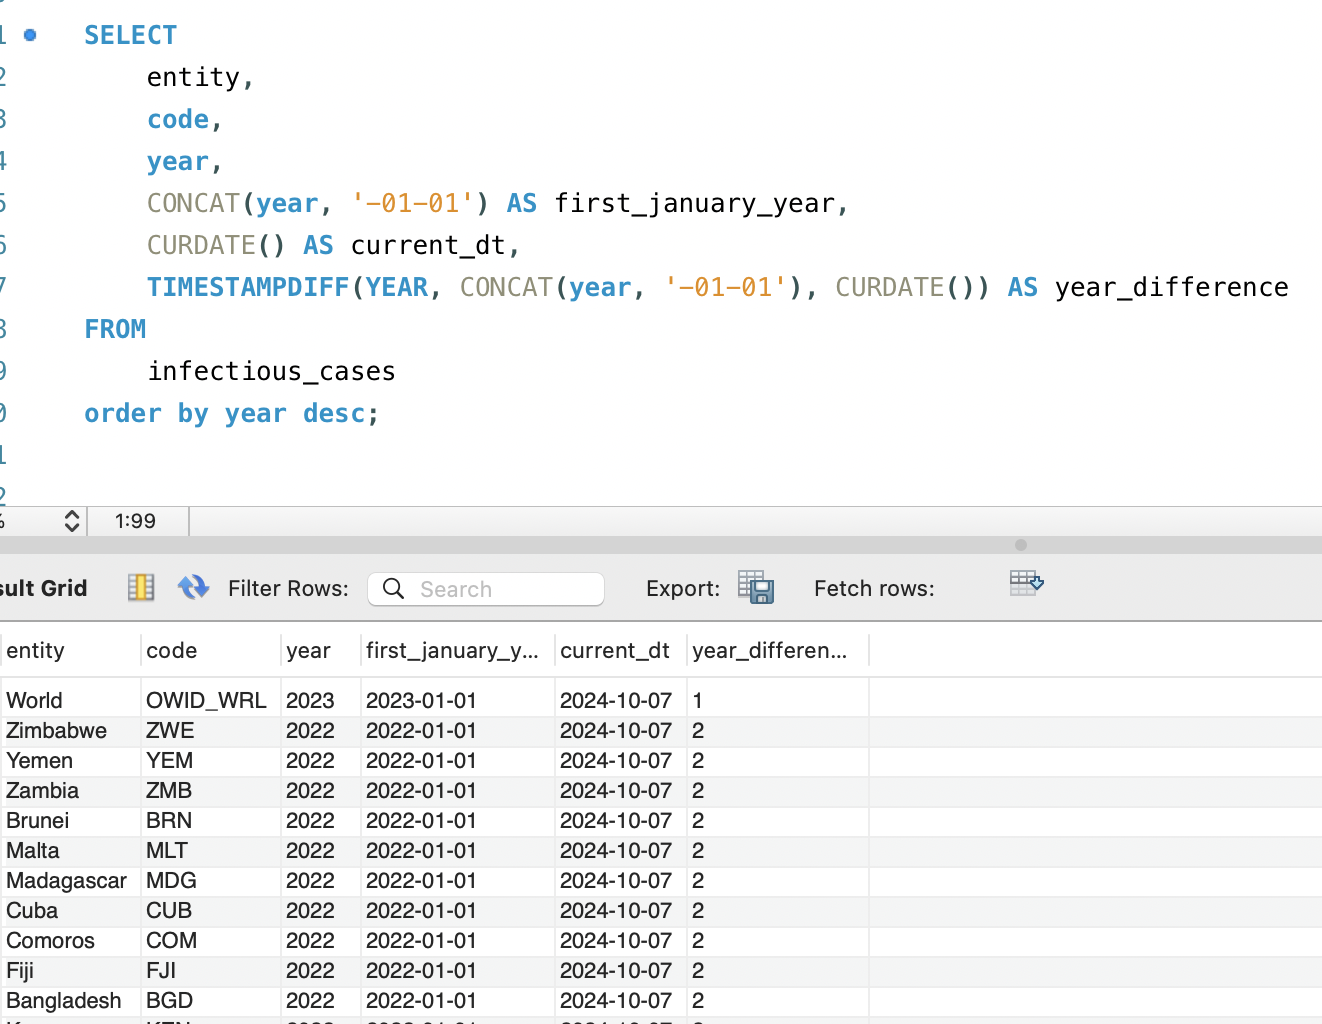 1 SELECT
2 entity,
3 code,
4 year,
5 CONCAT(year, '-01-01') AS first_january_year,
6 CURDATE() AS current_dt,
7 TIMESTAMPDIFF(YEAR, CONCAT(year, '-01-01'), CURDATE()) AS year_difference
8 FROM
9 infectious_cases
0 order by year desc;
1
2
% 1:99
sult Grid Filter Rows: Search Export: Fetch rows:
entity code year first_january_y... current_dt year_differen...
World OWID_WRL 2023 2023-01-01 2024-10-07 1
Zimbabwe ZWE 2022 2022-01-01 2024-10-07 2
Yemen YEM 2022 2022-01-01 2024-10-07 2
Zambia ZMB 2022 2022-01-01 2024-10-07 2
Brunei BRN 2022 2022-01-01 2024-10-07 2
Malta MLT 2022 2022-01-01 2024-10-07 2
Madagascar MDG 2022 2022-01-01 2024-10-07 2
Cuba CUB 2022 2022-01-01 2024-10-07 2
Comoros COM 2022 2022-01-01 2024-10-07 2
Fiji FJI 2022 2022-01-01 2024-10-07 2
Bangladesh BGD 2022 2022-01-01 2024-10-07 2